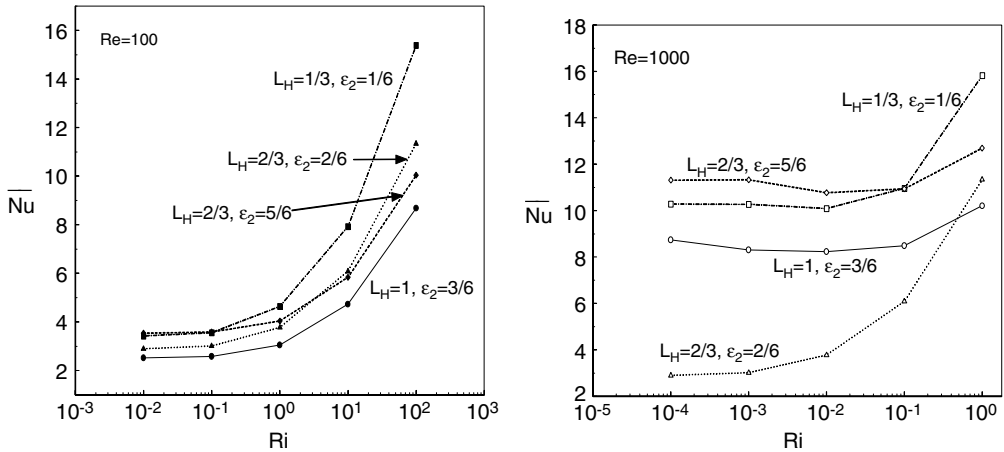 Re=100
16
14
12
10
8
6
4
2
N̅u̅
L_H=1/3, ε_2=1/6
L_H=2/3, ε_2=2/6
L_H=2/3, ε_2=5/6
L_H=1, ε_2=3/6
10^-3 10^-2 10^-1 10^0 10^1 10^2 10^3
Ri
Re=1000
18
16
14
12
10
8
6
4
2
N̅u̅
L_H=1/3, ε_2=1/6
L_H=2/3, ε_2=5/6
L_H=1, ε_2=3/6
L_H=2/3, ε_2=2/6
10^-5 10^-4 10^-3 10^-2 10^-1 10^0
Ri